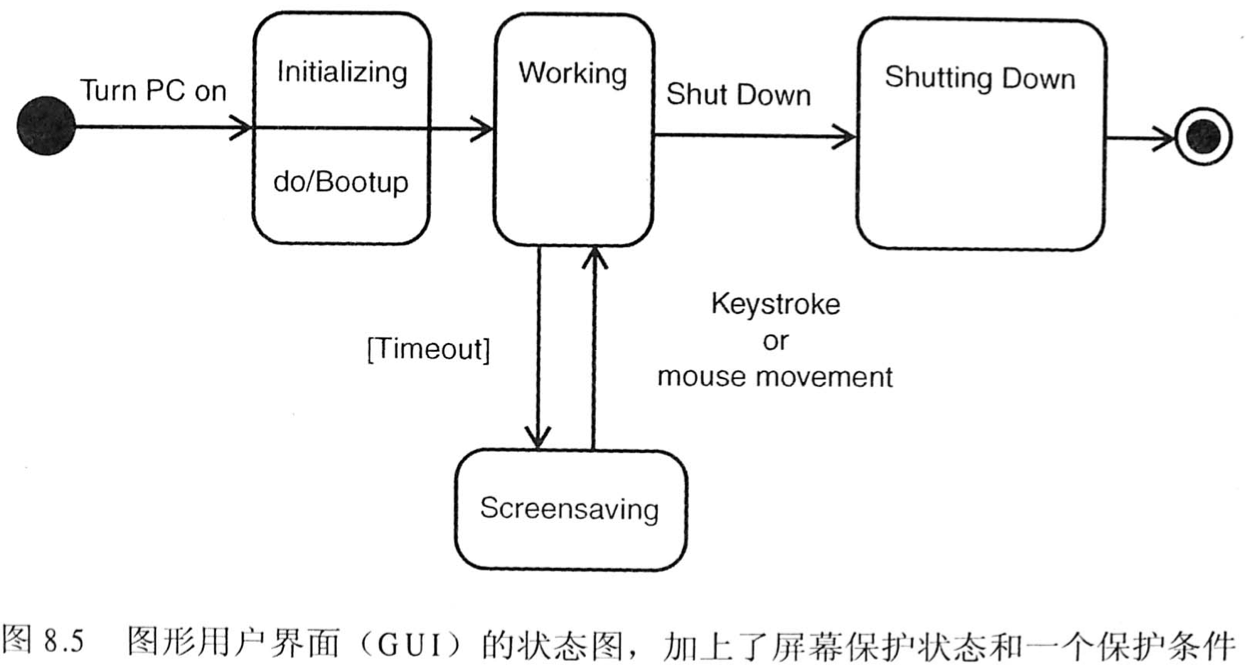 Turn PC on
Initializing
do/Bootup
Working
Shut Down
Shutting Down
[Timeout]
Keystroke
or
mouse movement
Screensaving
图 8.5 图形用户界面（GUI）的状态图，加上了屏幕保护状态和一个保护条件